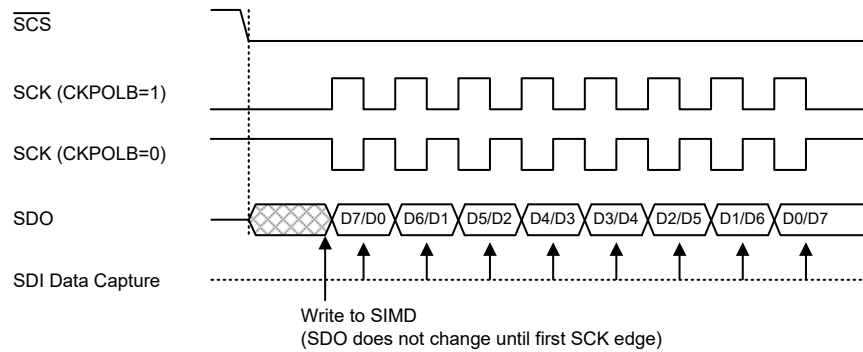 SCS
SCK (CKPOLB=1)
SCK (CKPOLB=0)
SDO D7/D0 D6/D1 D5/D2 D4/D3 D3/D4 D2/D5 D1/D6 D0/D7
SDI Data Capture
Write to SIMD
(SDO does not change until first SCK edge)